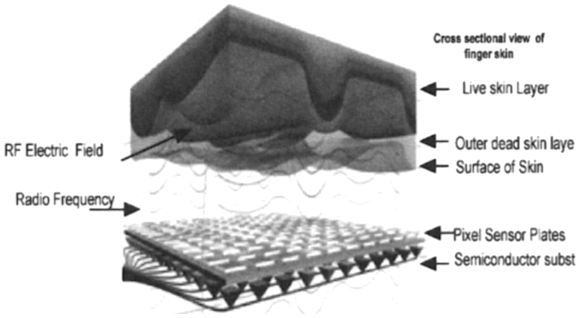 Cross sectional view of
finger skin
Live skin Layer
RF Electric Field
Outer dead skin laye
Surface of Skin
Radio Frequency
Pixel Sensor Plates
Semiconductor subst